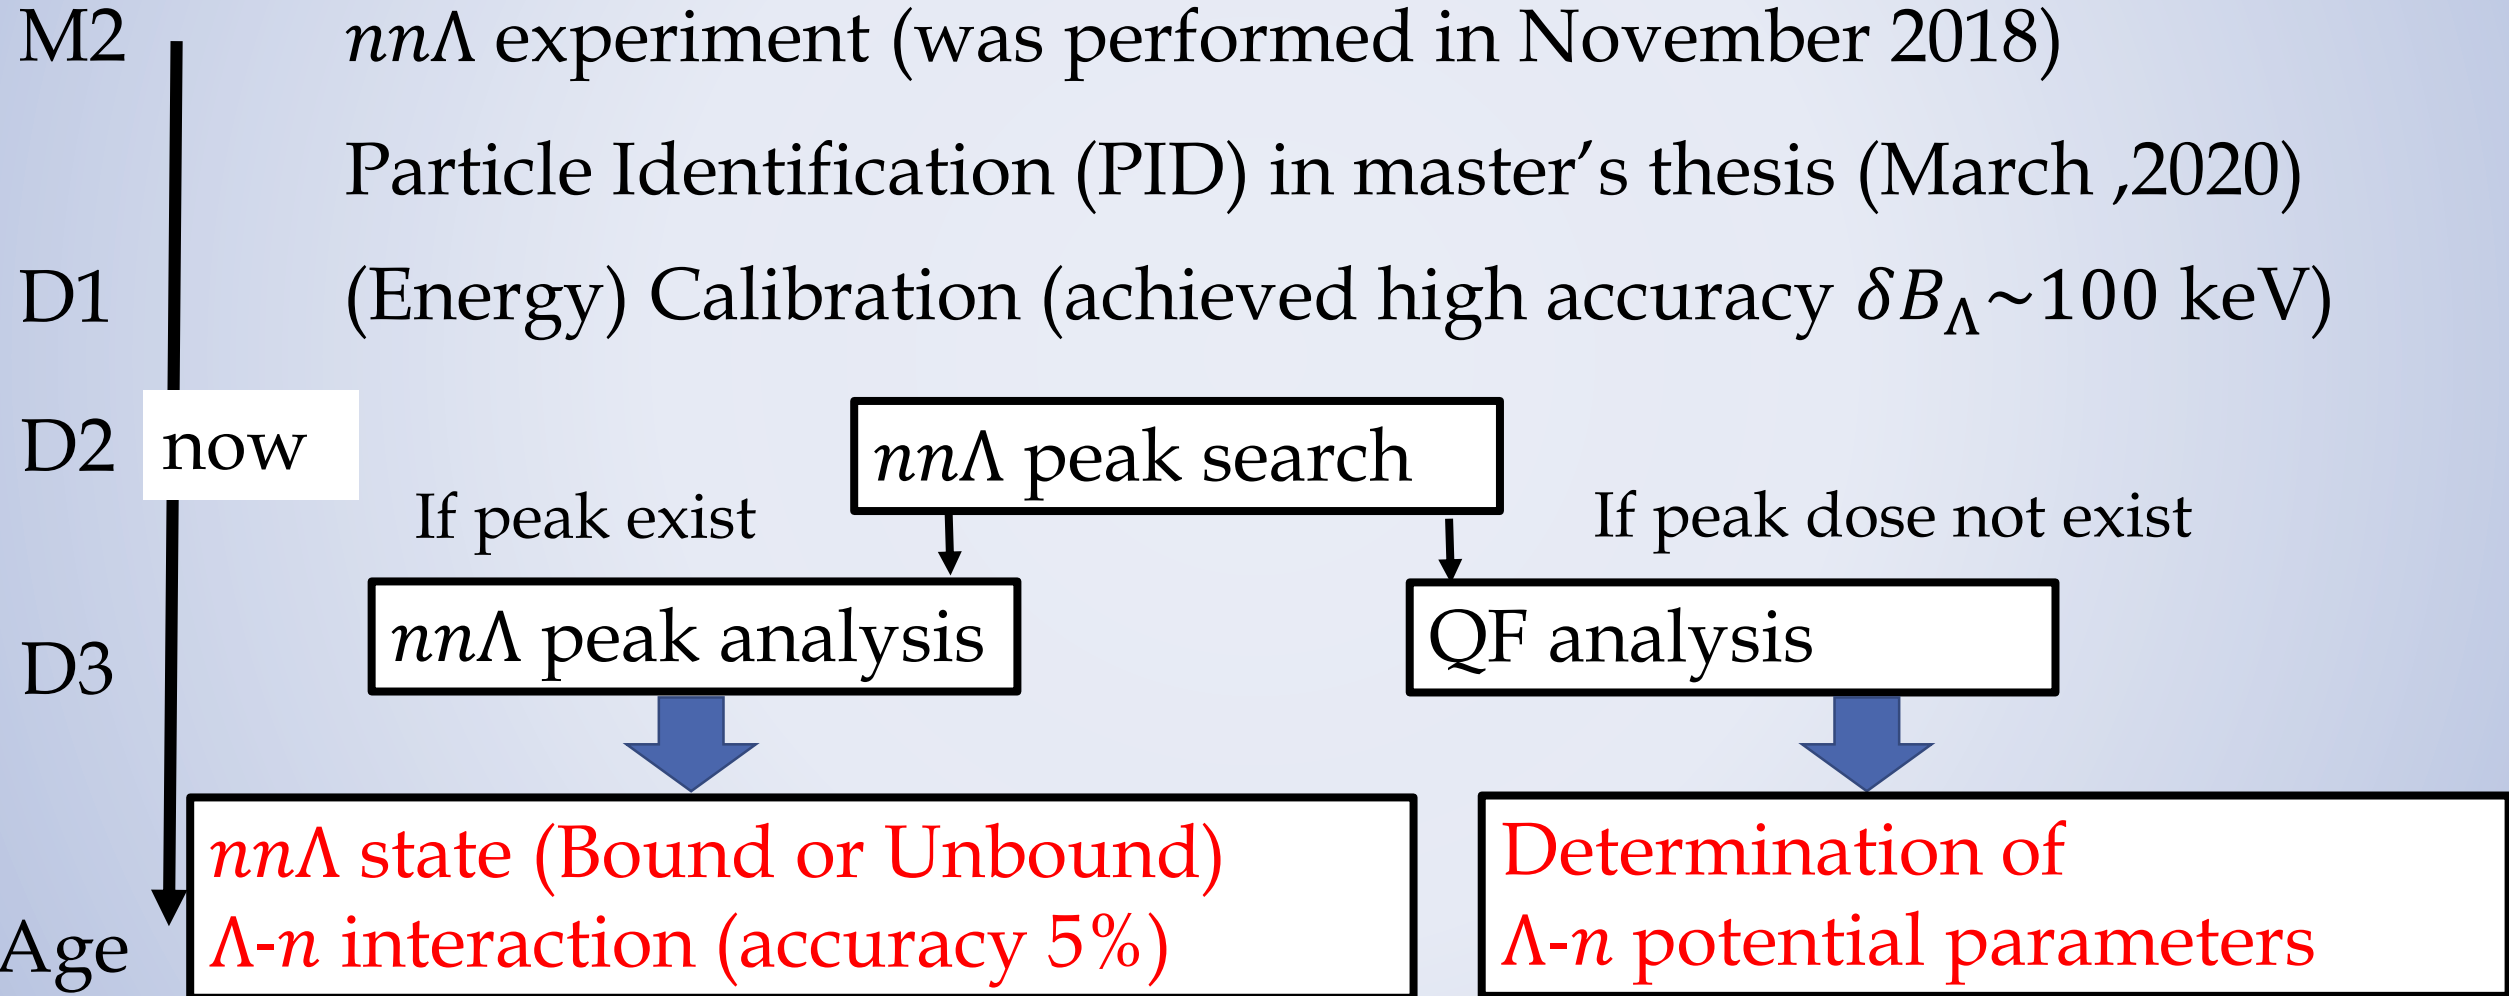 M2 nnΛ experiment (was performed in November 2018)
Particle Identification (PID) in master’s thesis (March ,2020)
D1 (Energy) Calibration (achieved high accuracy δB_Λ~100 keV)
D2 now nnΛ peak search
If peak exist
If peak dose not exist
D3
nnΛ peak analysis
QF analysis
nnΛ state (Bound or Unbound)
Λ-n interaction (accuracy 5%)
Determination of
Λ-n potential parameters
Age